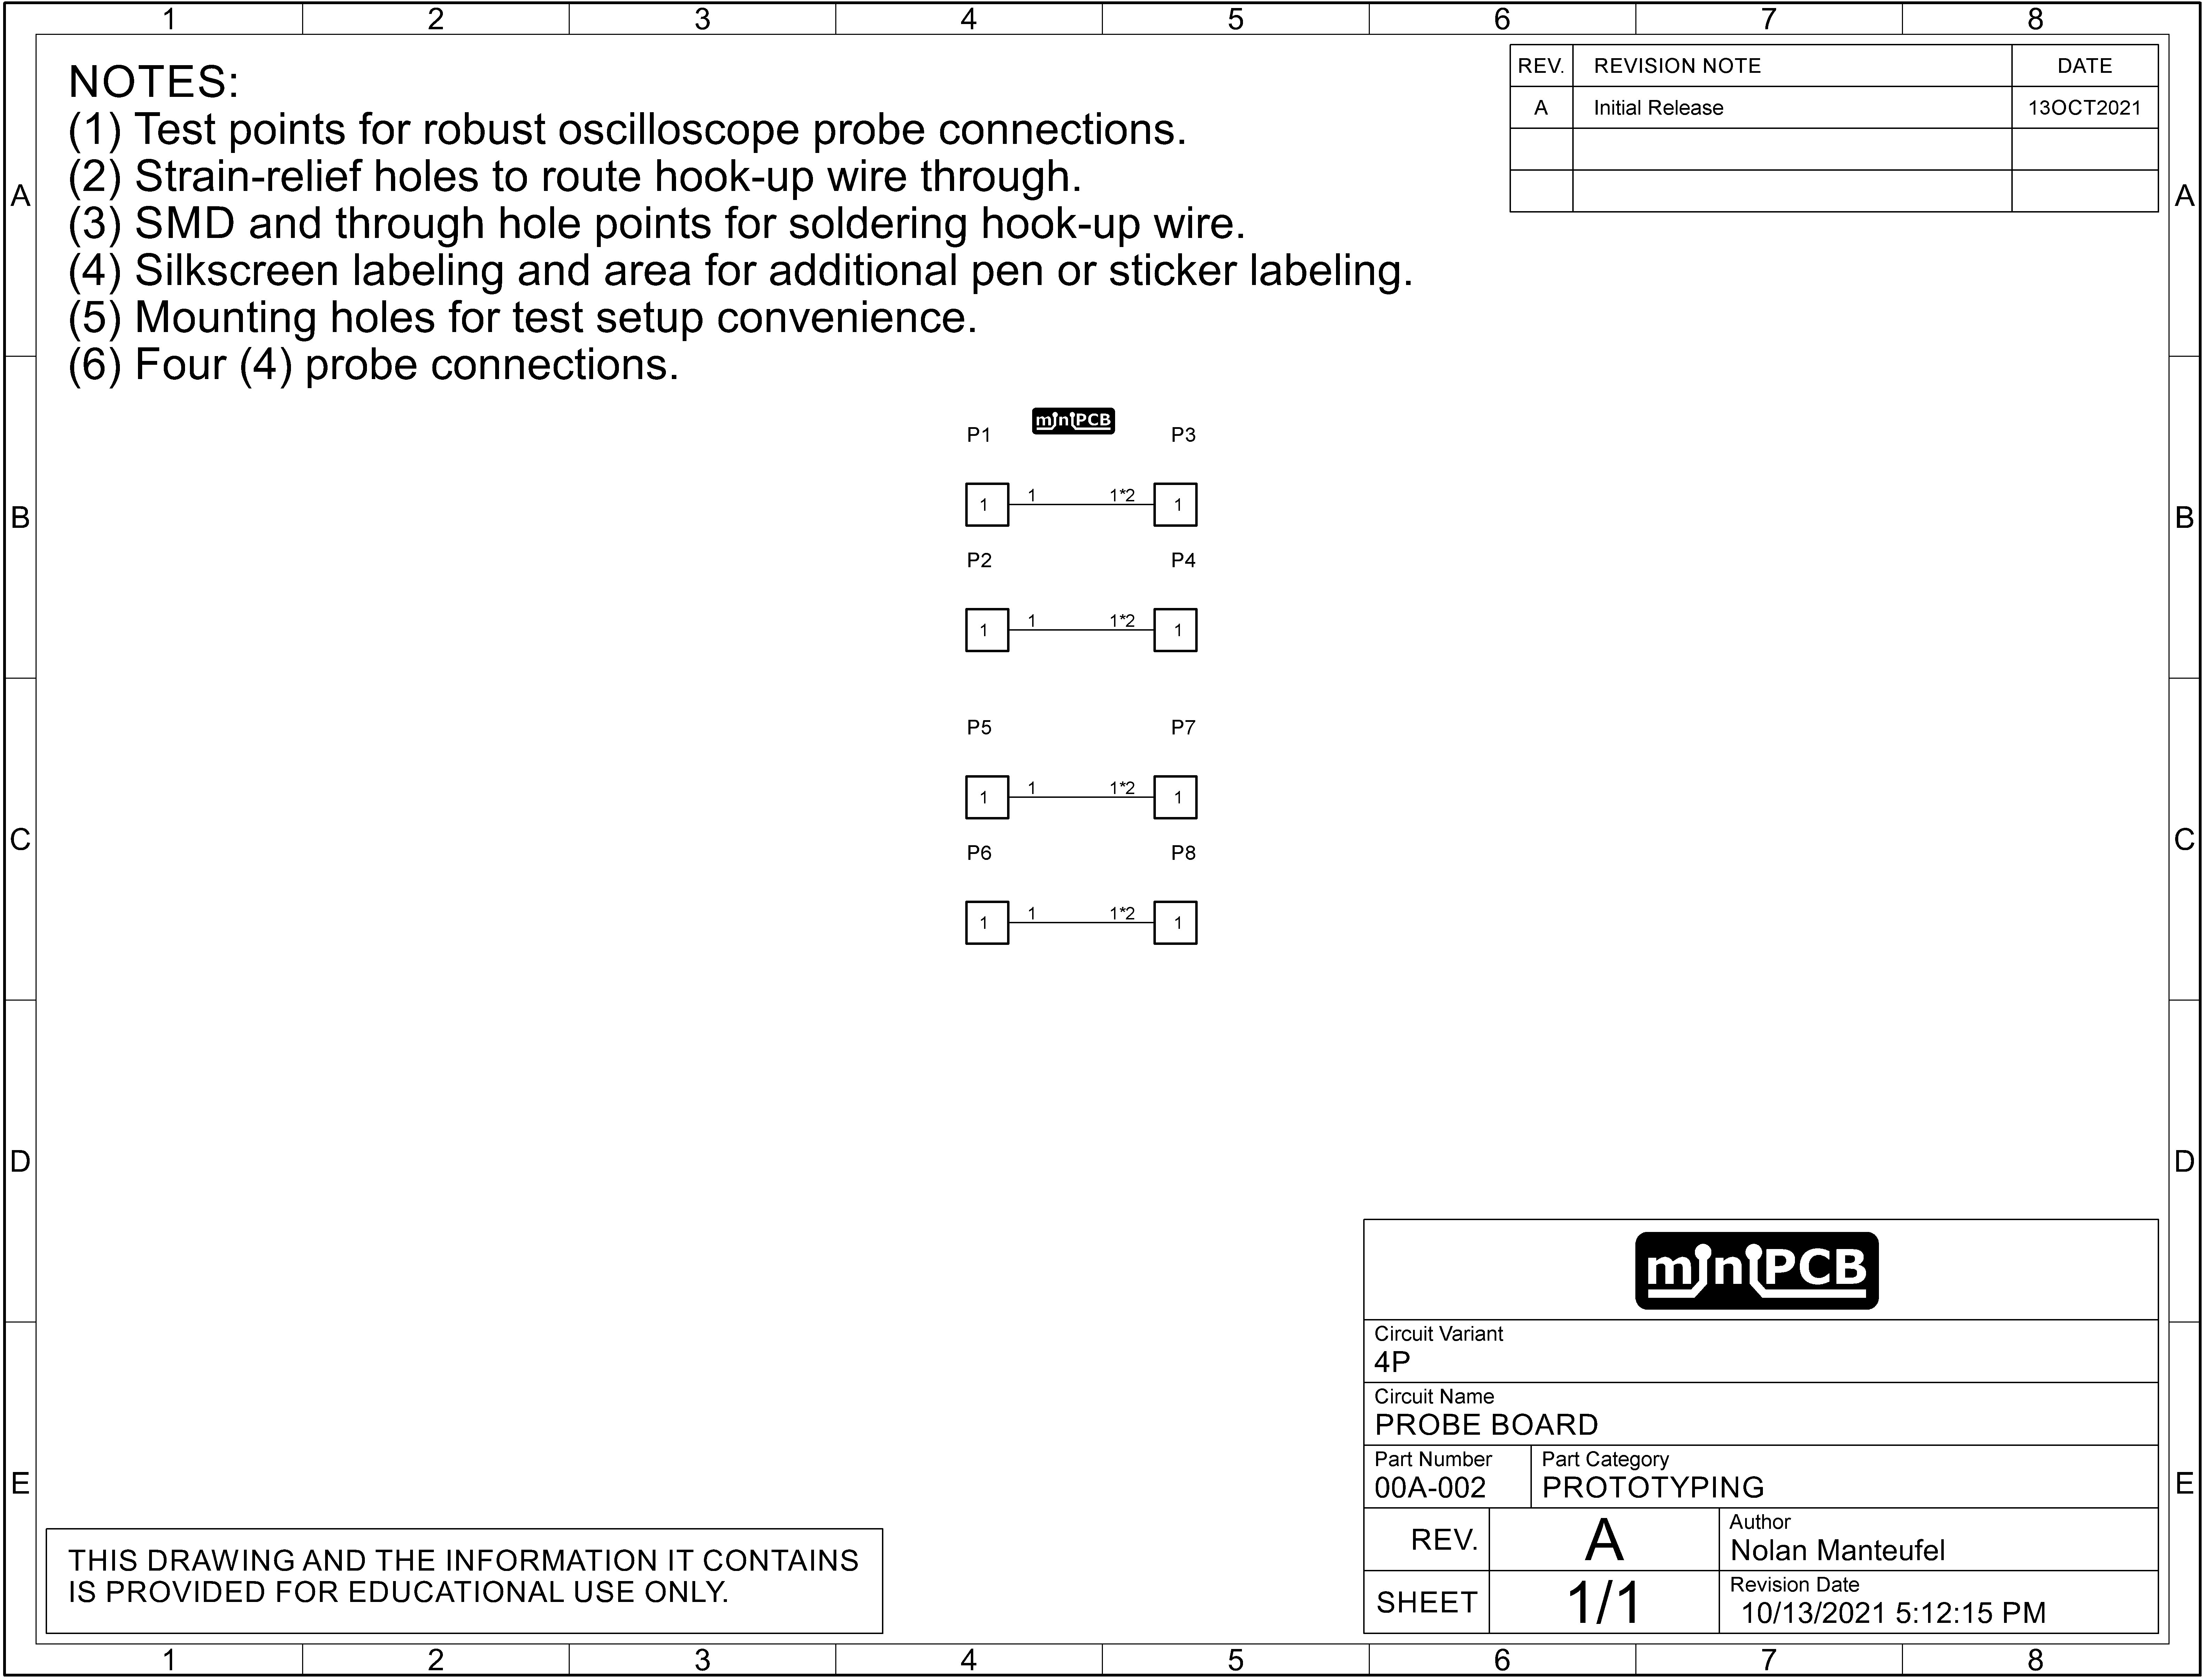 1 2 3 4 5 6 7 8
NOTES:
(1) Test points for robust oscilloscope probe connections.
(2) Strain-relief holes to route hook-up wire through.
(3) SMD and through hole points for soldering hook-up wire.
(4) Silkscreen labeling and area for additional pen or sticker labeling.
(5) Mounting holes for test setup convenience.
(6) Four (4) probe connections.
REV. REVISION NOTE DATE
A Initial Release 13OCT2021
A A
miniPCB
P1 P3
1 1 1*2 1
B B
P2 P4
1 1 1*2 1
P5 P7
1 1 1*2 1
C C
P6 P8
1 1 1*2 1
D D
miniPCB
Circuit Variant
4P
Circuit Name
PROBE BOARD
Part Number Part Category
00A-002 PROTOTYPING
E E
REV. A Author
Nolan Manteufel
SHEET 1/1 Revision Date
10/13/2021 5:12:15 PM
THIS DRAWING AND THE INFORMATION IT CONTAINS
IS PROVIDED FOR EDUCATIONAL USE ONLY.
1 2 3 4 5 6 7 8